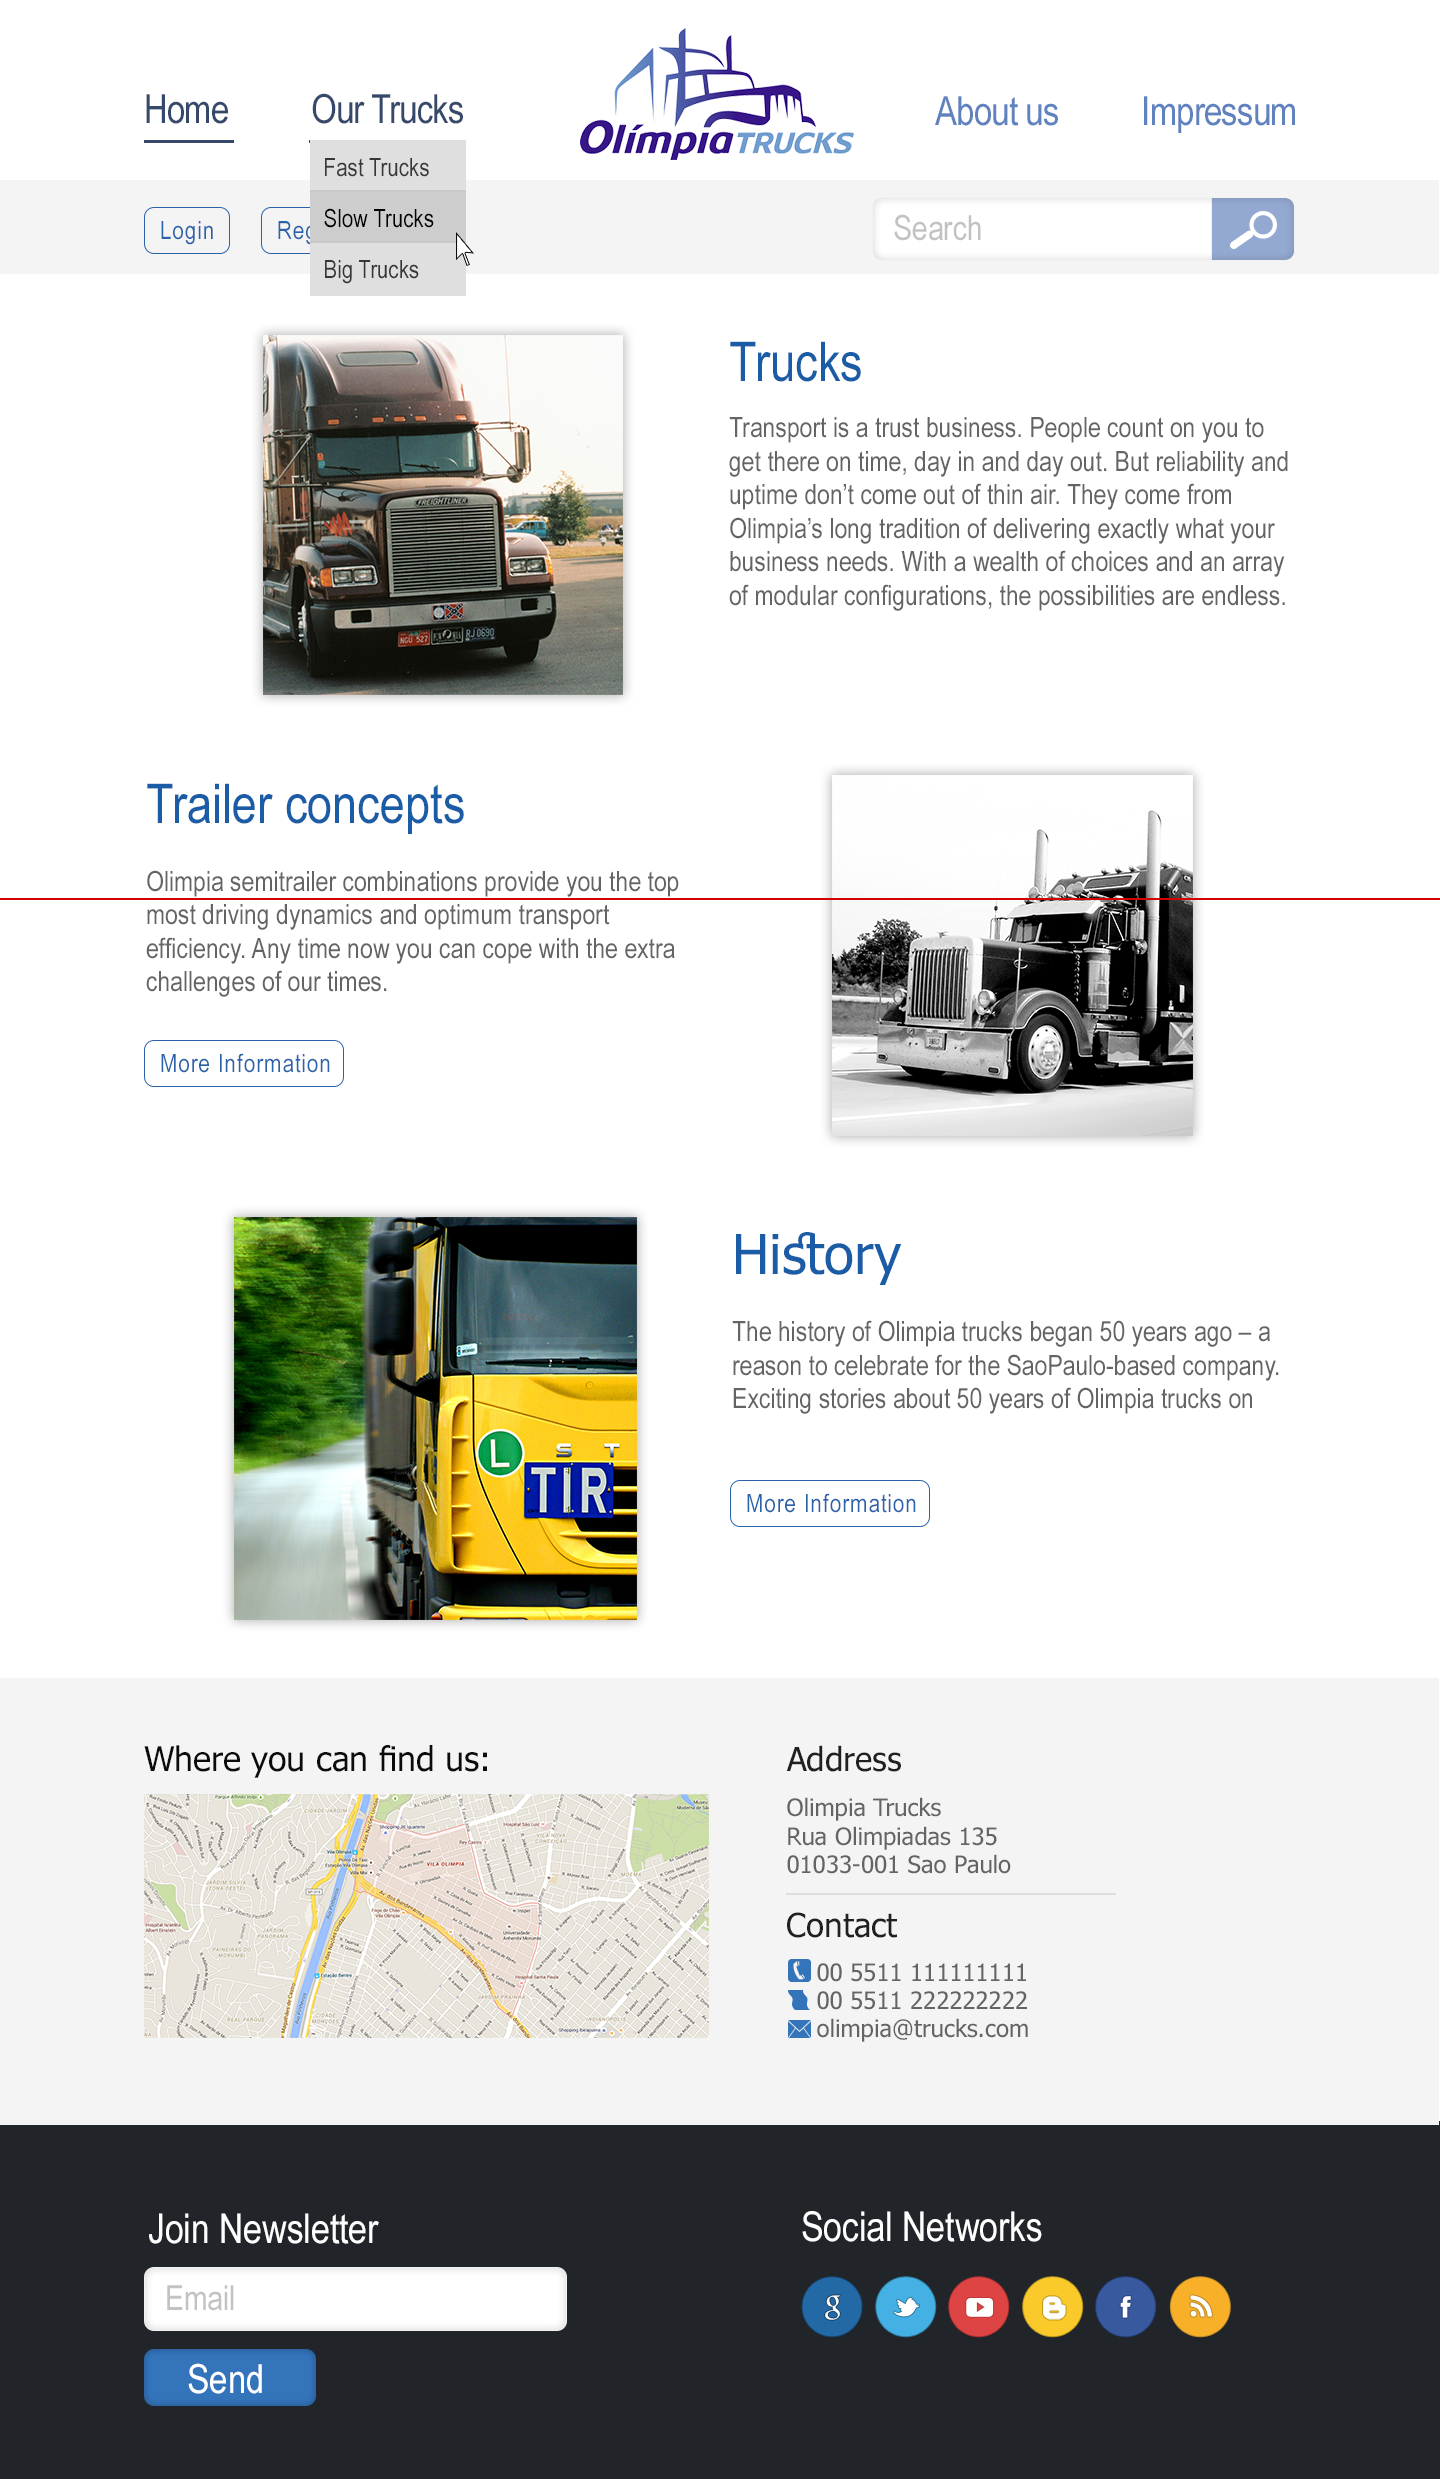 Home
Our Trucks
Olímpia TRUCKS
About us
Impressum
Fast Trucks
Slow Trucks
Big Trucks
Login
Reg
Search
Trucks
Transport is a trust business. People count on you to
get there on time, day in and day out. But reliability and
uptime don’t come out of thin air. They come from
Olimpia’s long tradition of delivering exactly what your
business needs. With a wealth of choices and an array
of modular configurations, the possibilities are endless.
FREIGHTLINER
NGU 527
RJ 0690
Trailer concepts
Olimpia semitrailer combinations provide you the top
most driving dynamics and optimum transport
efficiency. Any time now you can cope with the extra
challenges of our times.
More Information
History
The history of Olimpia trucks began 50 years ago – a
reason to celebrate for the SaoPaulo-based company.
Exciting stories about 50 years of Olimpia trucks on
More Information
L
S T
TIR
Where you can find us:
VILA OLIMPIA
Address
Olimpia Trucks
Rua Olimpiadas 135
01033-001 Sao Paulo
Contact
00 5511 111111111
00 5511 222222222
olimpia@trucks.com
Join Newsletter
Email
Send
Social Networks